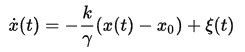 ẋ(t) = −k/γ (x(t) − x₀) + ξ(t)